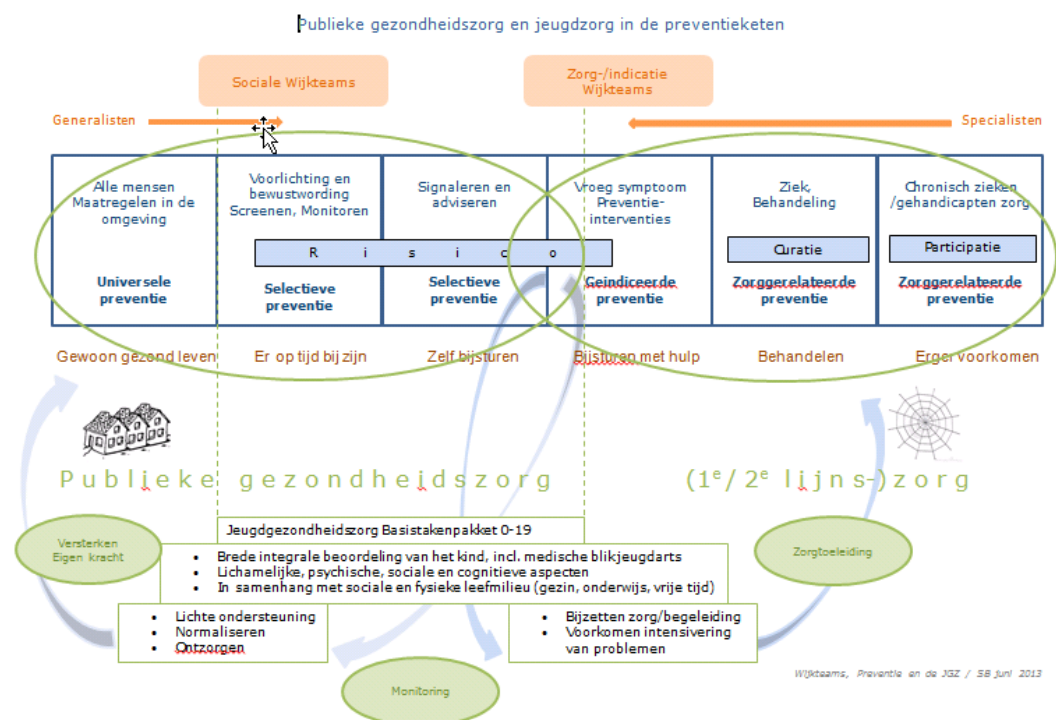 Publieke gezondheidszorg en jeugdzorg in de preventieketen
Sociale Wijkteams
Zorg-/indicatie
Wijkteams
Generalisten
Specialisten
Alle mensen
Maatregelen in de
omgeving
Universele
preventie
Voorlichting en
bewustwording
Screenen, Monitoren
Selectieve
preventie
Signaleren en
adviseren
Selectieve
preventie
Vroeg symptoom
Preventie-
interventies
Geindiceerde
preventie
Ziek,
Behandeling
Curatie
Zorggerelateerde
preventie
Chronisch zieken
/gehandicapten zorg
Participatie
Zorggerelateerde
preventie
R i s i c o
Gewoon gezond leven
Er op tijd bij zijn
Zelf bijsturen
Bijsturen met hulp
Behandelen
Erger voorkomen
Publieke gezondheidszorg
(1e/ 2e lijns-)zorg
Versterken
Eigen kracht
Zorgtoeleiding
Jeugdgezondheidszorg Basistakenpakket 0-19
• Brede integrale beoordeling van het kind, incl. medische blikjeugdarts
• Lichamelijke, psychische, sociale en cognitieve aspecten
• In samenhang met sociale en fysieke leefmilieu (gezin, onderwijs, vrije tijd)
• Lichte ondersteuning
• Normaliseren
• Ontzorgen
• Bijzetten zorg/begeleiding
• Voorkomen intensivering
van problemen
Monitoring
Wijkteams, Preventie en de JGZ / SB juni 2013